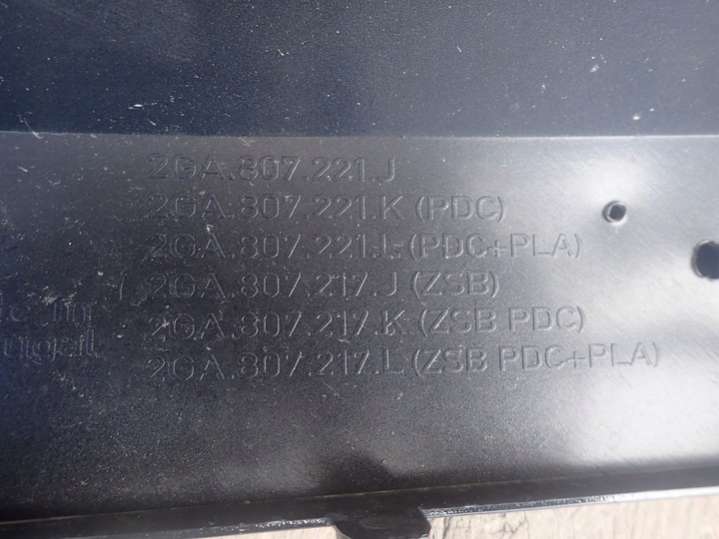 2GA.807.221.J
2GA.807.221.K (PDC)
2GA.807.221.L (PDC+PLA)
2GA.807.217.J (ZSB)
2GA.807.217.K (ZSB PDC)
2GA.807.217.L (ZSB PDC+PLA)
in